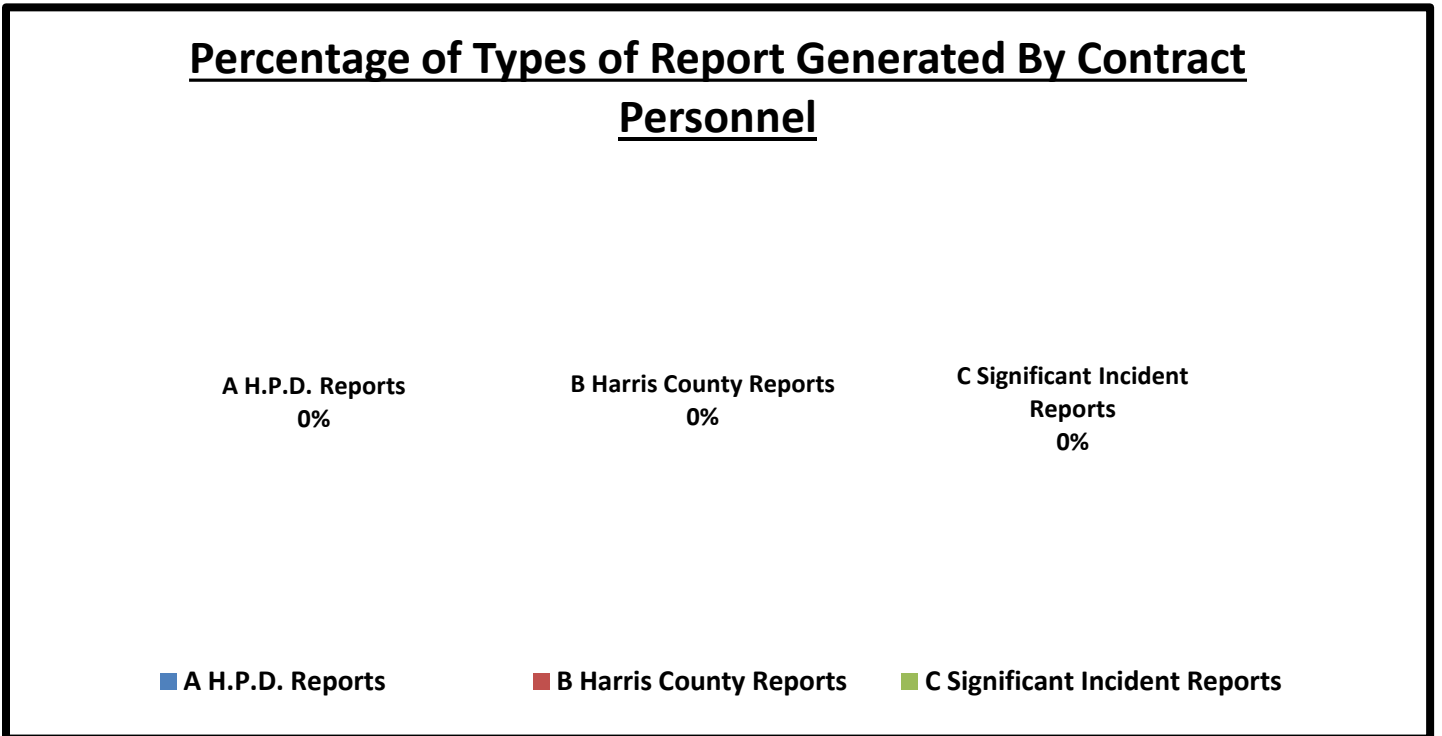 Percentage of Types of Report Generated By Contract
Personnel
A H.P.D. Reports
0%
B Harris County Reports
0%
C Significant Incident
Reports
0%
A H.P.D. Reports
B Harris County Reports
C Significant Incident Reports